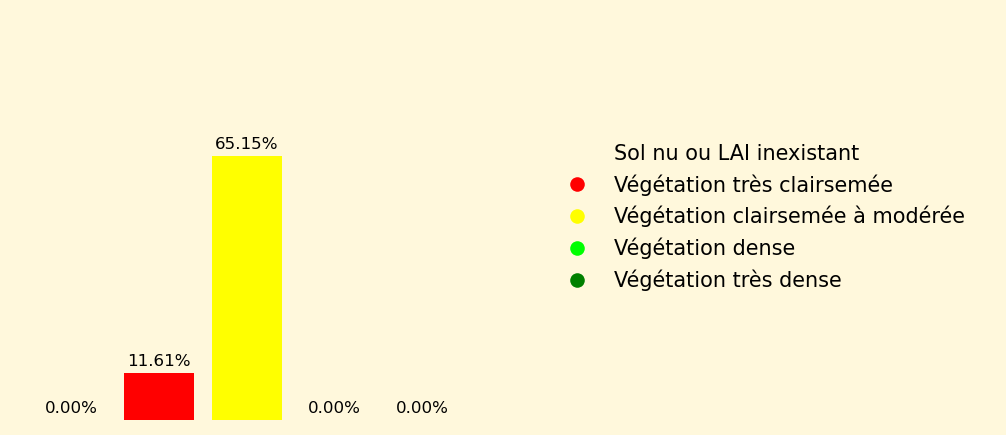 65.15%
11.61%
0.00%
0.00%
0.00%
Sol nu ou LAI inexistant
Végétation très clairsemée
Végétation clairsemée à modérée
Végétation dense
Végétation très dense